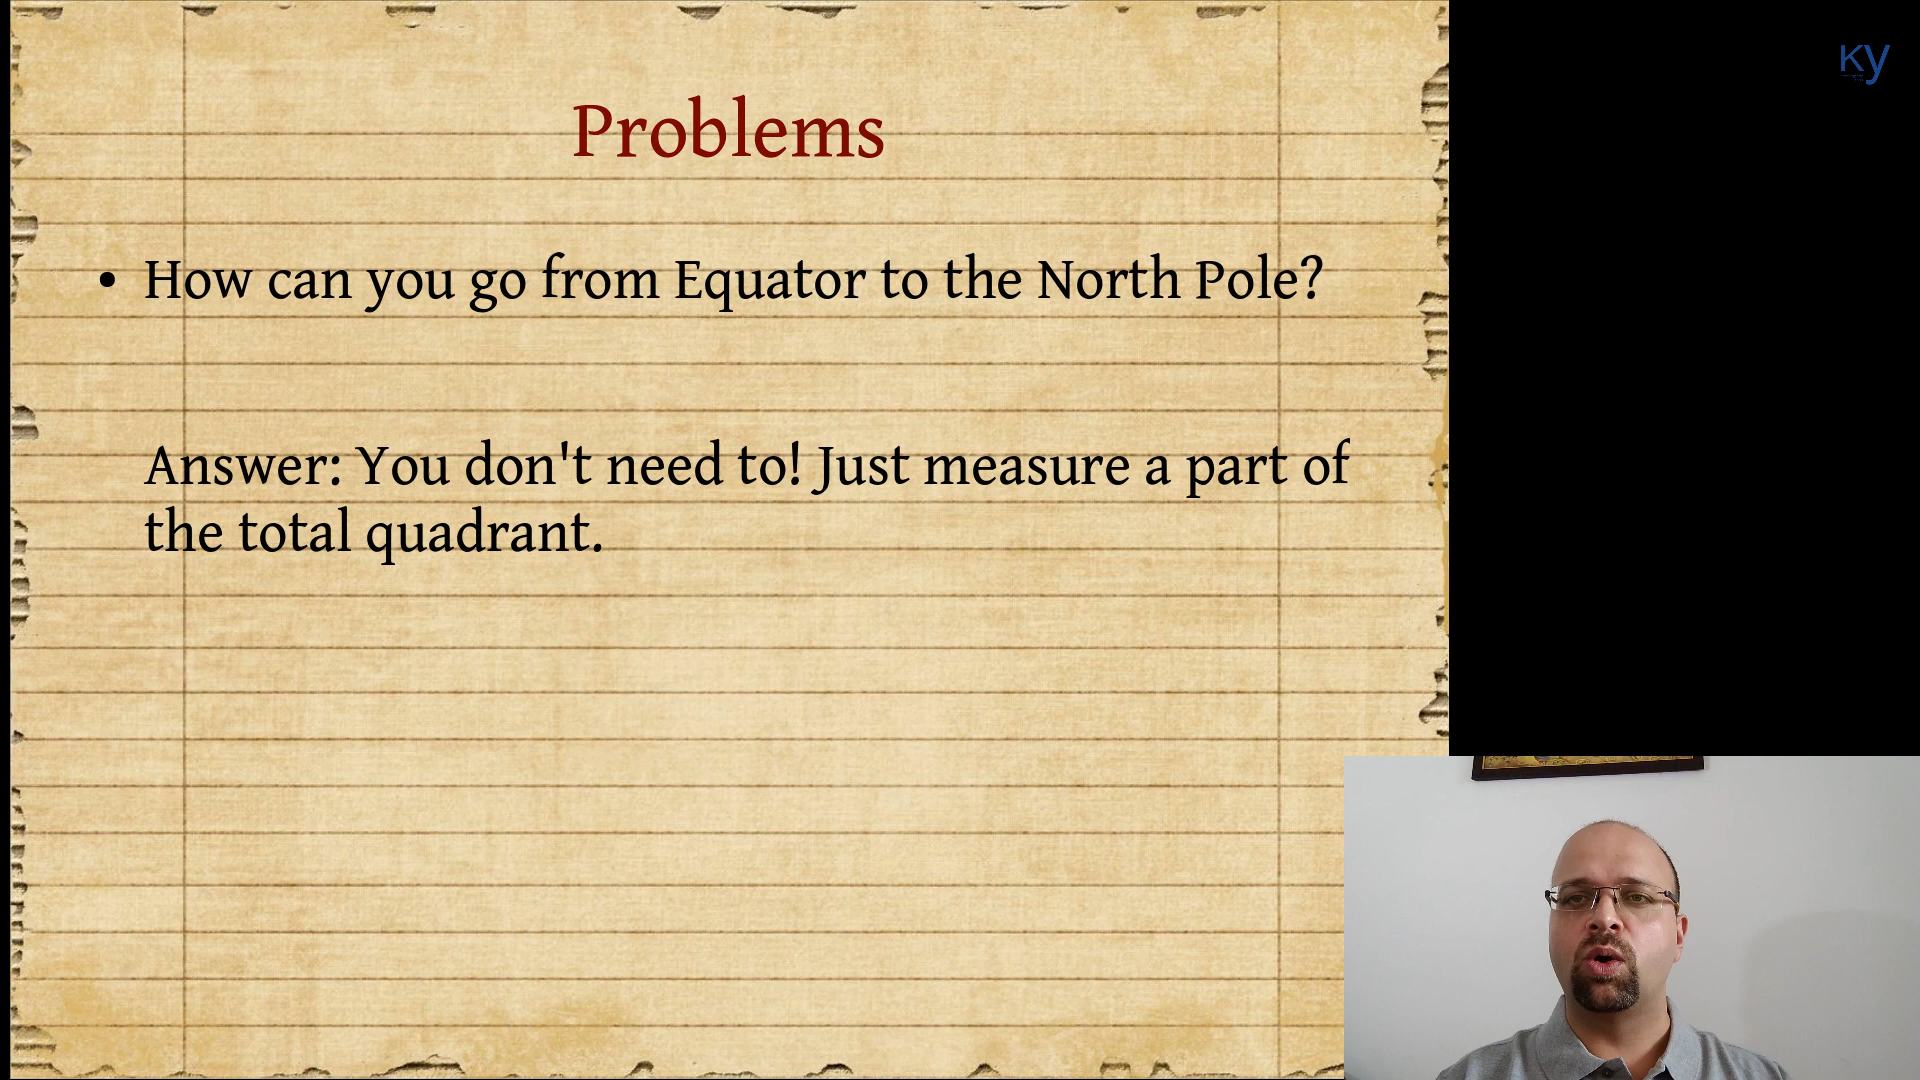 Problems
• How can you go from Equator to the North Pole?
Answer: You don't need to! Just measure a part of
the total quadrant.
Ky